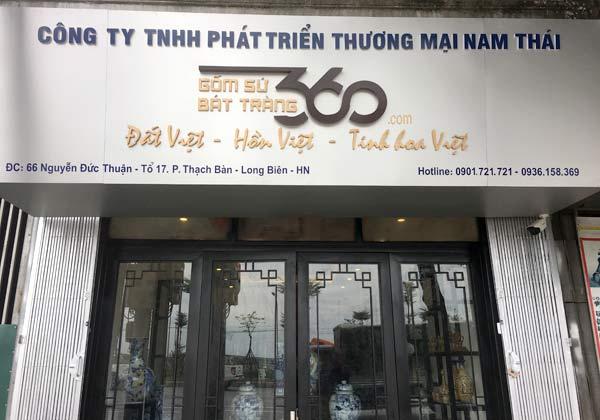 CÔNG TY TNHH PHÁT TRIỂN THƯƠNG MẠI NAM THÁI
GỐM SỨ
BÁT TRÀNG
360
.com
Đất Việt - Hồn Việt - Tinh hoa Việt
ĐC: 66 Nguyễn Đức Thuận - Tổ 17. P. Thạch Bàn - Long Biên - HN
Hotline: 0901.721.721 - 0936.158.369